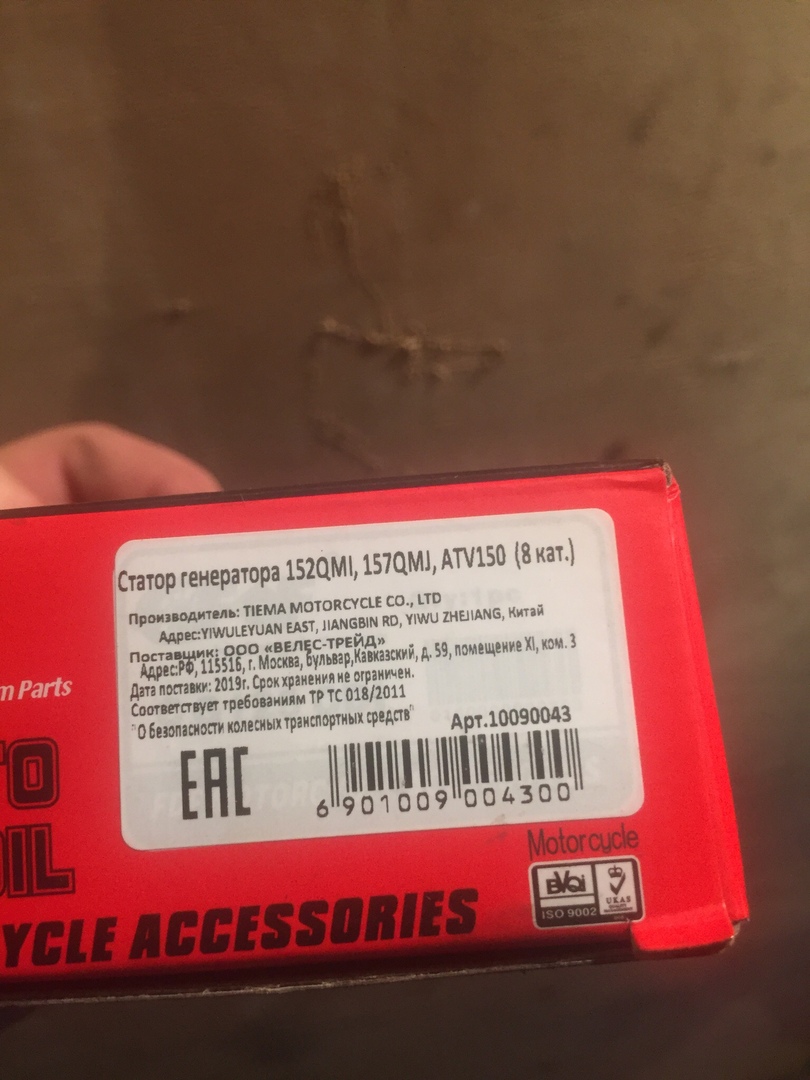 Статор генератора 152QMI, 157QMJ, ATV150 (8 кат.)
Производитель: TIEMA MOTORCYCLE CO., LTD
Адрес:YIWULEYUAN EAST, JIANGBIN RD, YIWU ZHEJIANG, Китай
Поставщик: ООО «ВЕЛЕС-ТРЕЙД»
Адрес:РФ, 115516, г. Москва, бульвар,Кавказский, д. 59, помещение XI, ком. 3
Дата поставки: 2019г. Срок хранения не ограничен.
Соответствует требованиям ТР ТС 018/2011
"О безопасности колесных транспортных средств"
Арт.10090043
EAC
6 901009 004300
m Parts
TO
OIL
YCLE ACCESSORIES
Motorcycle
BVQi
UKAS
ISO 9002